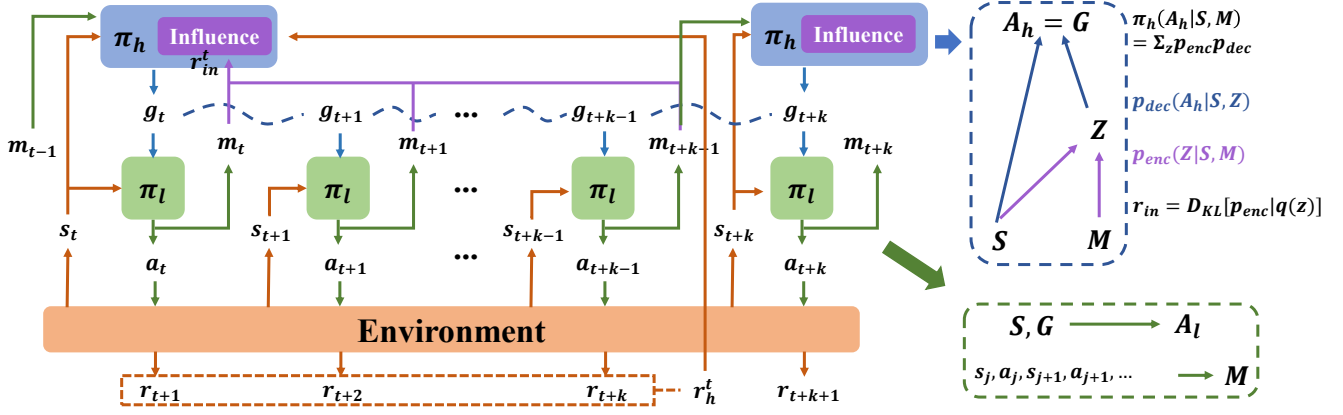 π_h Influence
r_in^t
π_h Influence
A_h = G
π_h(A_h|S, M)
= Σ_z p_enc p_dec
g_t g_{t+1} ... g_{t+k-1} g_{t+k}
p_dec(A_h|S, Z)
m_{t-1} m_t m_{t+1} m_{t+k-1} m_{t+k}
Z
p_enc(Z|S, M)
π_l π_l ... π_l π_l
r_in = D_KL[p_enc|q(z)]
s_t s_{t+1} s_{t+k-1} s_{t+k}
S M
a_t a_{t+1} ... a_{t+k-1} a_{t+k}
Environment
S, G A_l
s_j, a_j, s_{j+1}, a_{j+1}, ... M
r_{t+1} r_{t+2} r_{t+k} r_h^t r_{t+k+1}